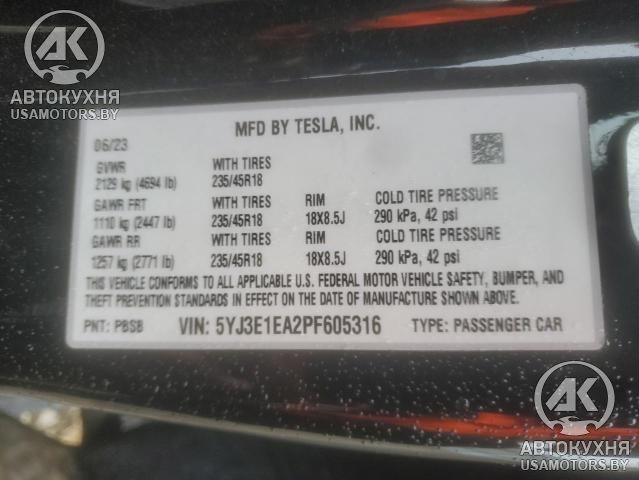 АК
АВТОКУХНЯ
USAMOTORS.BY
MFD BY TESLA, INC.
06/23
GVWR WITH TIRES
2129 kg (4694 lb) 235/45R18
GAWR FRT WITH TIRES RIM COLD TIRE PRESSURE
1110 kg (2447 lb) 235/45R18 18X8.5J 290 kPa, 42 psi
GAWR RR WITH TIRES RIM COLD TIRE PRESSURE
1257 kg (2771 lb) 235/45R18 18X8.5J 290 kPa, 42 psi
THIS VEHICLE CONFORMS TO ALL APPLICABLE U.S. FEDERAL MOTOR VEHICLE SAFETY, BUMPER, AND
THEFT PREVENTION STANDARDS IN EFFECT ON THE DATE OF MANUFACTURE SHOWN ABOVE.
PNT: PBSB VIN: 5YJ3E1EA2PF605316 TYPE: PASSENGER CAR
АК
АВТОКУХНЯ
USAMOTORS.BY